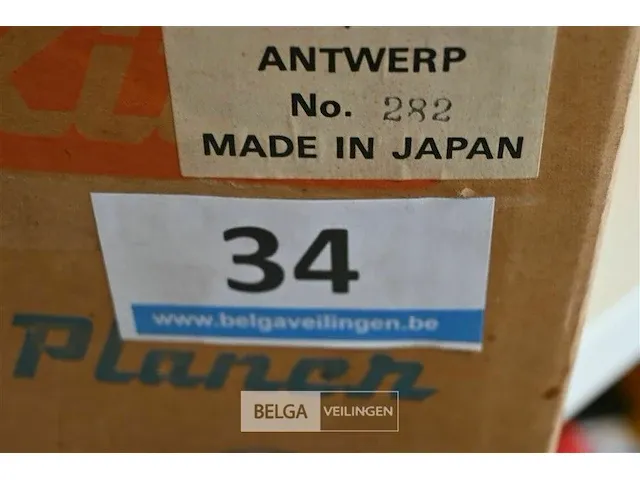 ANTWERP
No. 282
MADE IN JAPAN
34
www.belgaveilingen.be
Planer
BELGA VEILINGEN